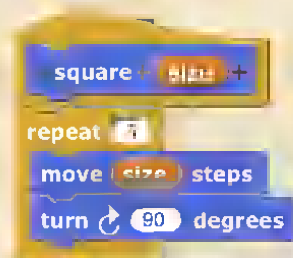 square + size +
repeat
move size steps
turn 90 degrees